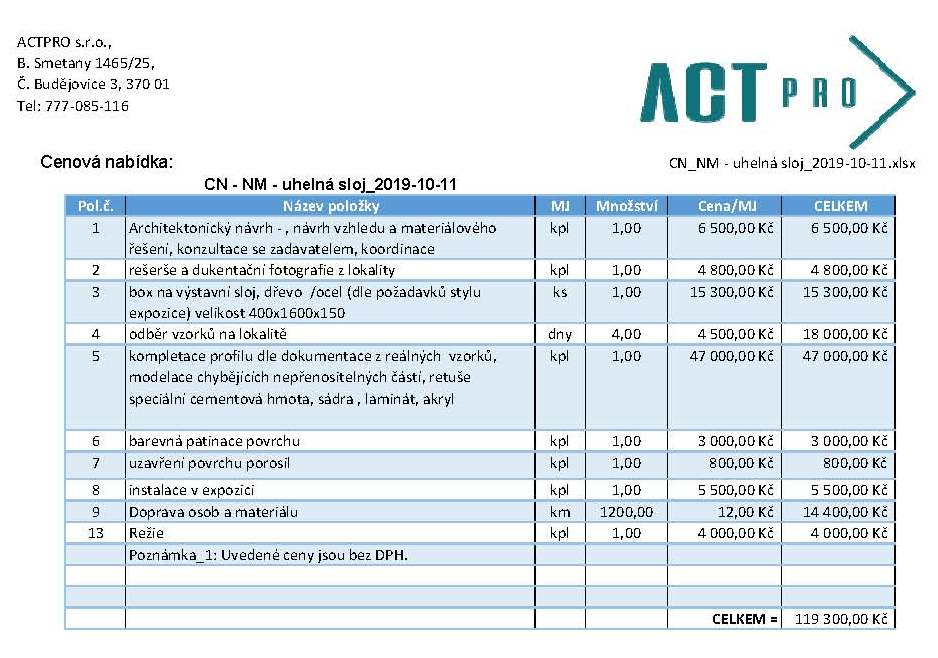 ACTPRO s.r.o.,
B. Smetany 1465/25,
Č. Budějovice 3, 370 01
Tel: 777-085-116
ACT PRO
Cenová nabídka:
CN_NM - uhelná sloj_2019-10-11.xlsx
CN - NM - uhelná sloj_2019-10-11
Pol.č. Název položky MJ Množství Cena/MJ CELKEM
1 Architektonický návrh - , návrh vzhledu a materiálového kpl 1,00 6 500,00 Kč 6 500,00 Kč
řešení, konzultace se zadavatelem, koordinace
2 rešerše a dukentační fotografie z lokality kpl 1,00 4 800,00 Kč 4 800,00 Kč
3 box na výstavní sloj, dřevo /ocel (dle požadavků stylu ks 1,00 15 300,00 Kč 15 300,00 Kč
expozice) velikost 400x1600x150
4 odběr vzorků na lokalitě dny 4,00 4 500,00 Kč 18 000,00 Kč
5 kompletace profilu dle dokumentace z reálných vzorků, kpl 1,00 47 000,00 Kč 47 000,00 Kč
modelace chybějících nepřenositelných částí, retuše
speciální cementová hmota, sádra , laminát, akryl
6 barevná patinace povrchu kpl 1,00 3 000,00 Kč 3 000,00 Kč
7 uzavření povrchu porosil kpl 1,00 800,00 Kč 800,00 Kč
8 instalace v expozici kpl 1,00 5 500,00 Kč 5 500,00 Kč
9 Doprava osob a materiálu km 1200,00 12,00 Kč 14 400,00 Kč
13 Režie kpl 1,00 4 000,00 Kč 4 000,00 Kč
Poznámka_1: Uvedené ceny jsou bez DPH.
CELKEM = 119 300,00 Kč